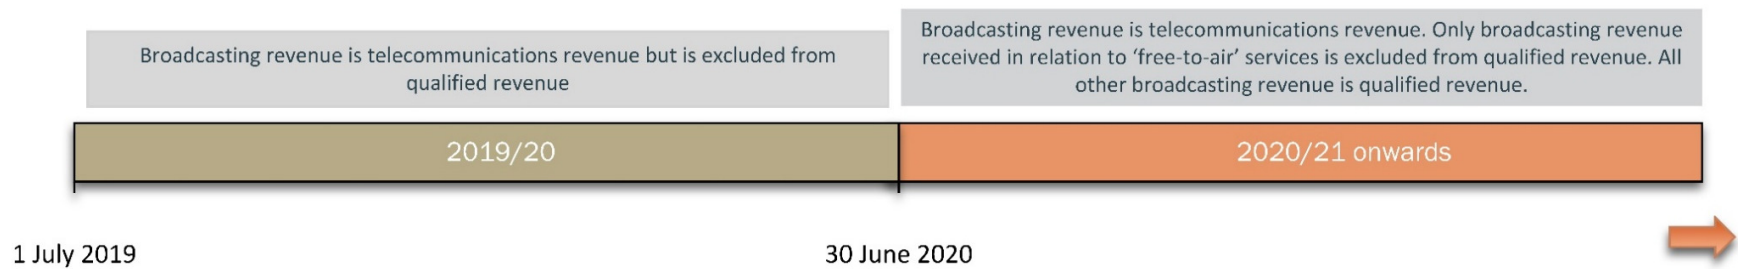 Broadcasting revenue is telecommunications revenue but is excluded from
qualified revenue
Broadcasting revenue is telecommunications revenue. Only broadcasting revenue
received in relation to ‘free-to-air’ services is excluded from qualified revenue. All
other broadcasting revenue is qualified revenue.
2019/20
2020/21 onwards
1 July 2019
30 June 2020